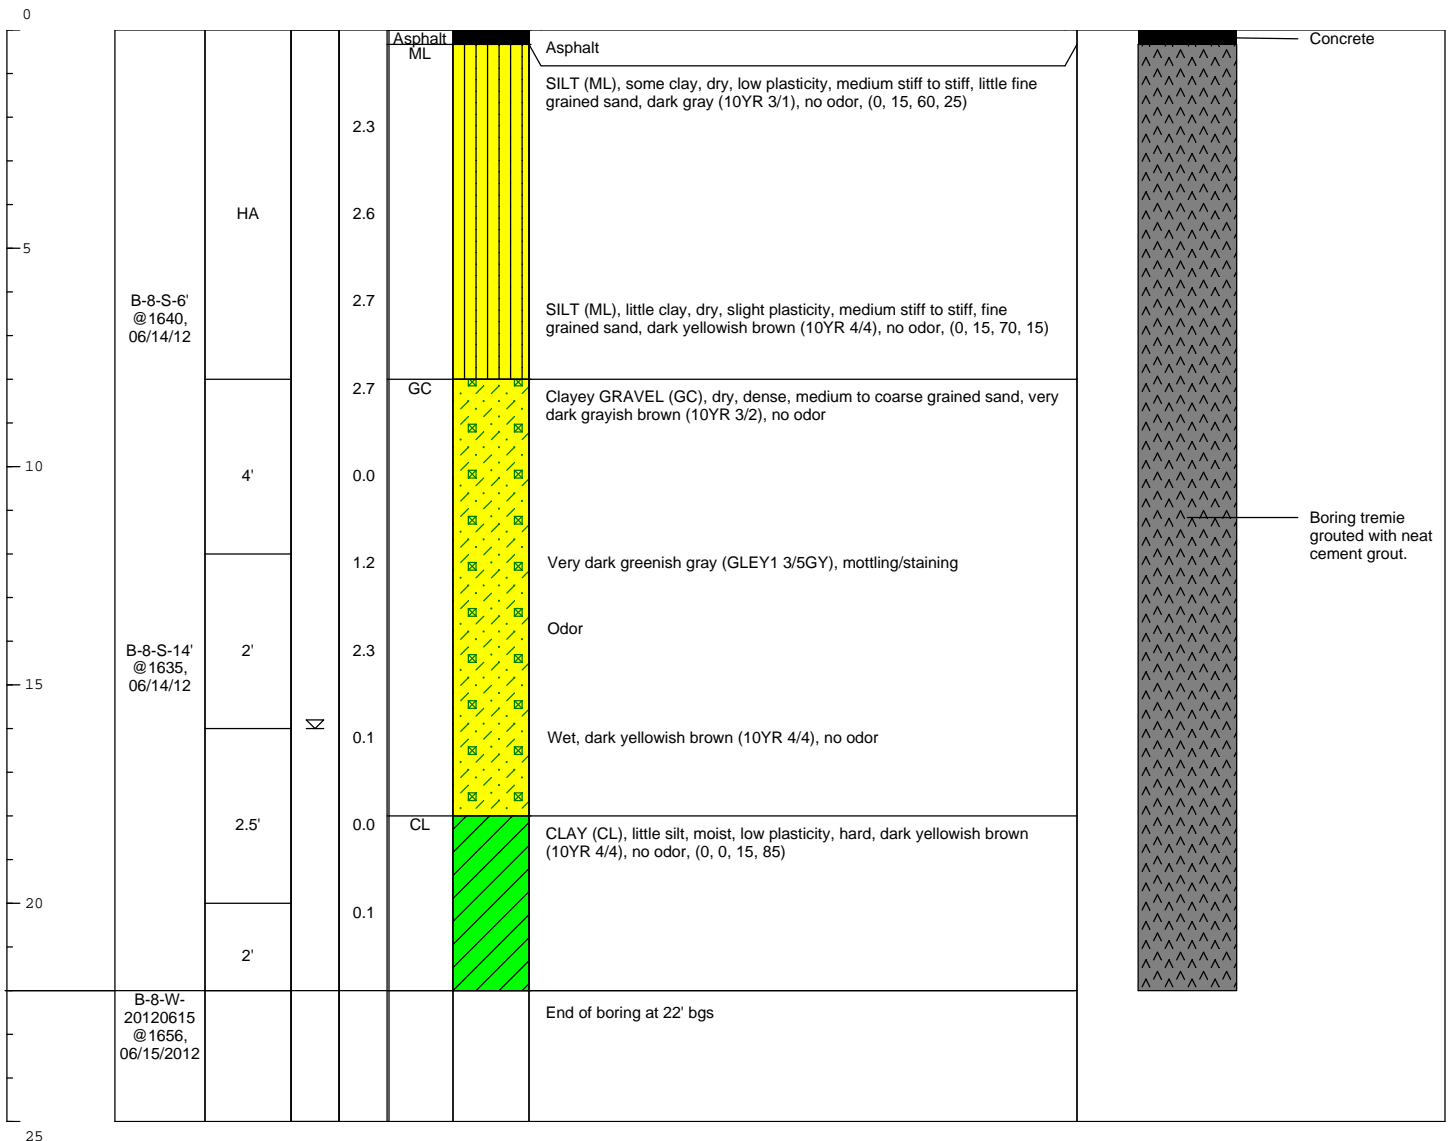 0
Asphalt
Asphalt
Concrete
ML
SILT (ML), some clay, dry, low plasticity, medium stiff to stiff, little fine
grained sand, dark gray (10YR 3/1), no odor, (0, 15, 60, 25)
2.3
HA
2.6
5
B-8-S-6'
@1640,
06/14/12
2.7
SILT (ML), little clay, dry, slight plasticity, medium stiff to stiff, fine
grained sand, dark yellowish brown (10YR 4/4), no odor, (0, 15, 70, 15)
2.7
GC
Clayey GRAVEL (GC), dry, dense, medium to coarse grained sand, very
dark grayish brown (10YR 3/2), no odor
10
4'
0.0
Boring tremie
grouted with neat
cement grout.
1.2
Very dark greenish gray (GLEY1 3/5GY), mottling/staining
Odor
B-8-S-14'
@1635,
06/14/12
2'
2.3
15
0.1
Wet, dark yellowish brown (10YR 4/4), no odor
2.5'
0.0
CL
CLAY (CL), little silt, moist, low plasticity, hard, dark yellowish brown
(10YR 4/4), no odor, (0, 0, 15, 85)
20
0.1
2'
B-8-W-
20120615
@1656,
06/15/2012
End of boring at 22' bgs
25